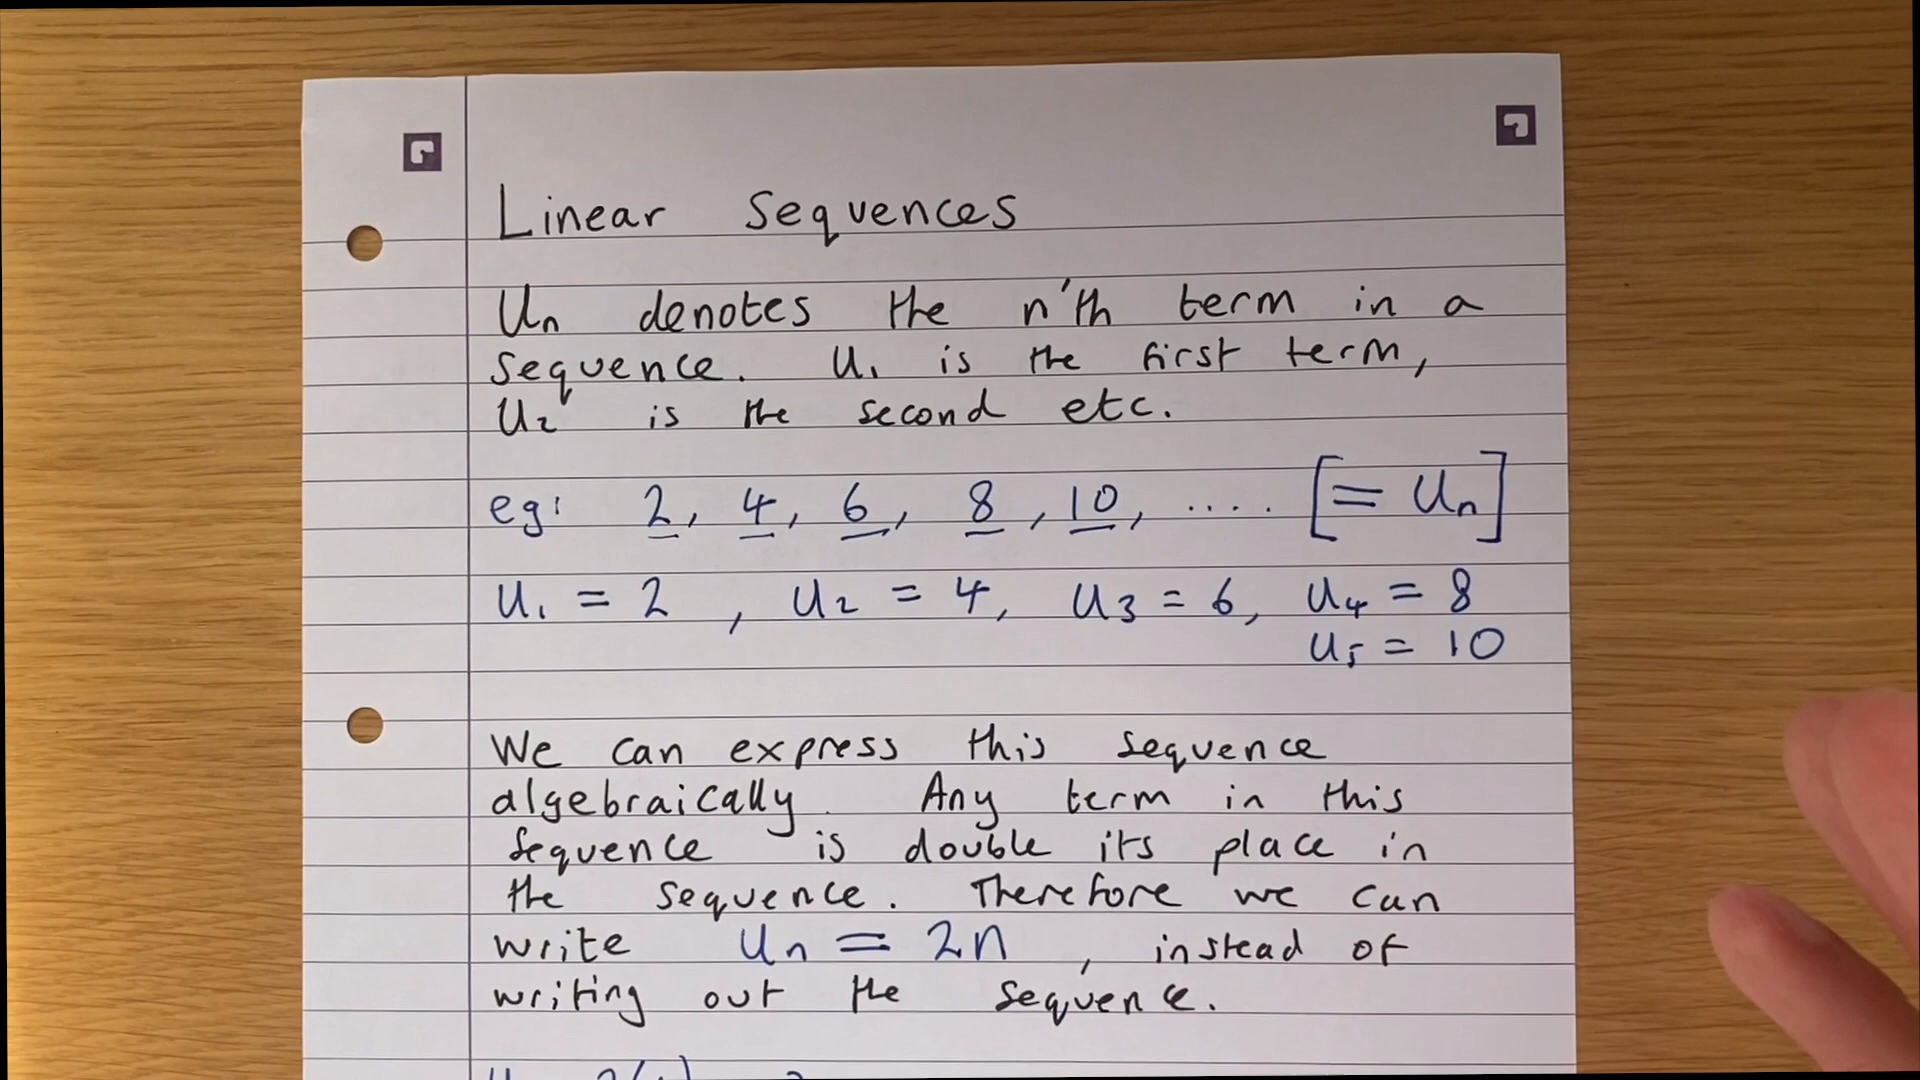 Linear Sequences
Un denotes the n'th term in a
sequence. U1 is the first term,
U2 is the second etc.
eg: 2, 4, 6, 8, 10, .... [= Un]
U1 = 2 , U2 = 4, U3 = 6, U4 = 8
U5 = 10
We can express this sequence
algebraically. Any term in this
sequence is double its place in
the sequence. Therefore we can
write Un = 2n , instead of
writing out the sequence.